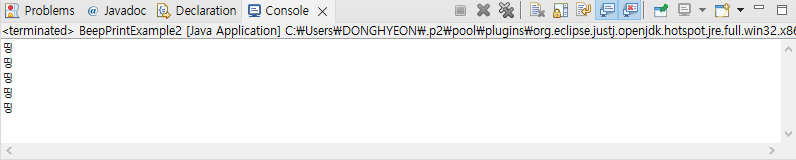 Problems @ Javadoc Declaration Console
<terminated> BeepPrintExample2 [Java Application] C:₩Users₩DONGHYEON₩.p2₩pool₩plugins₩org.eclipse.justj.openjdk.hotspot.jre.full.win32.x86
띵
띵
띵
띵
띵